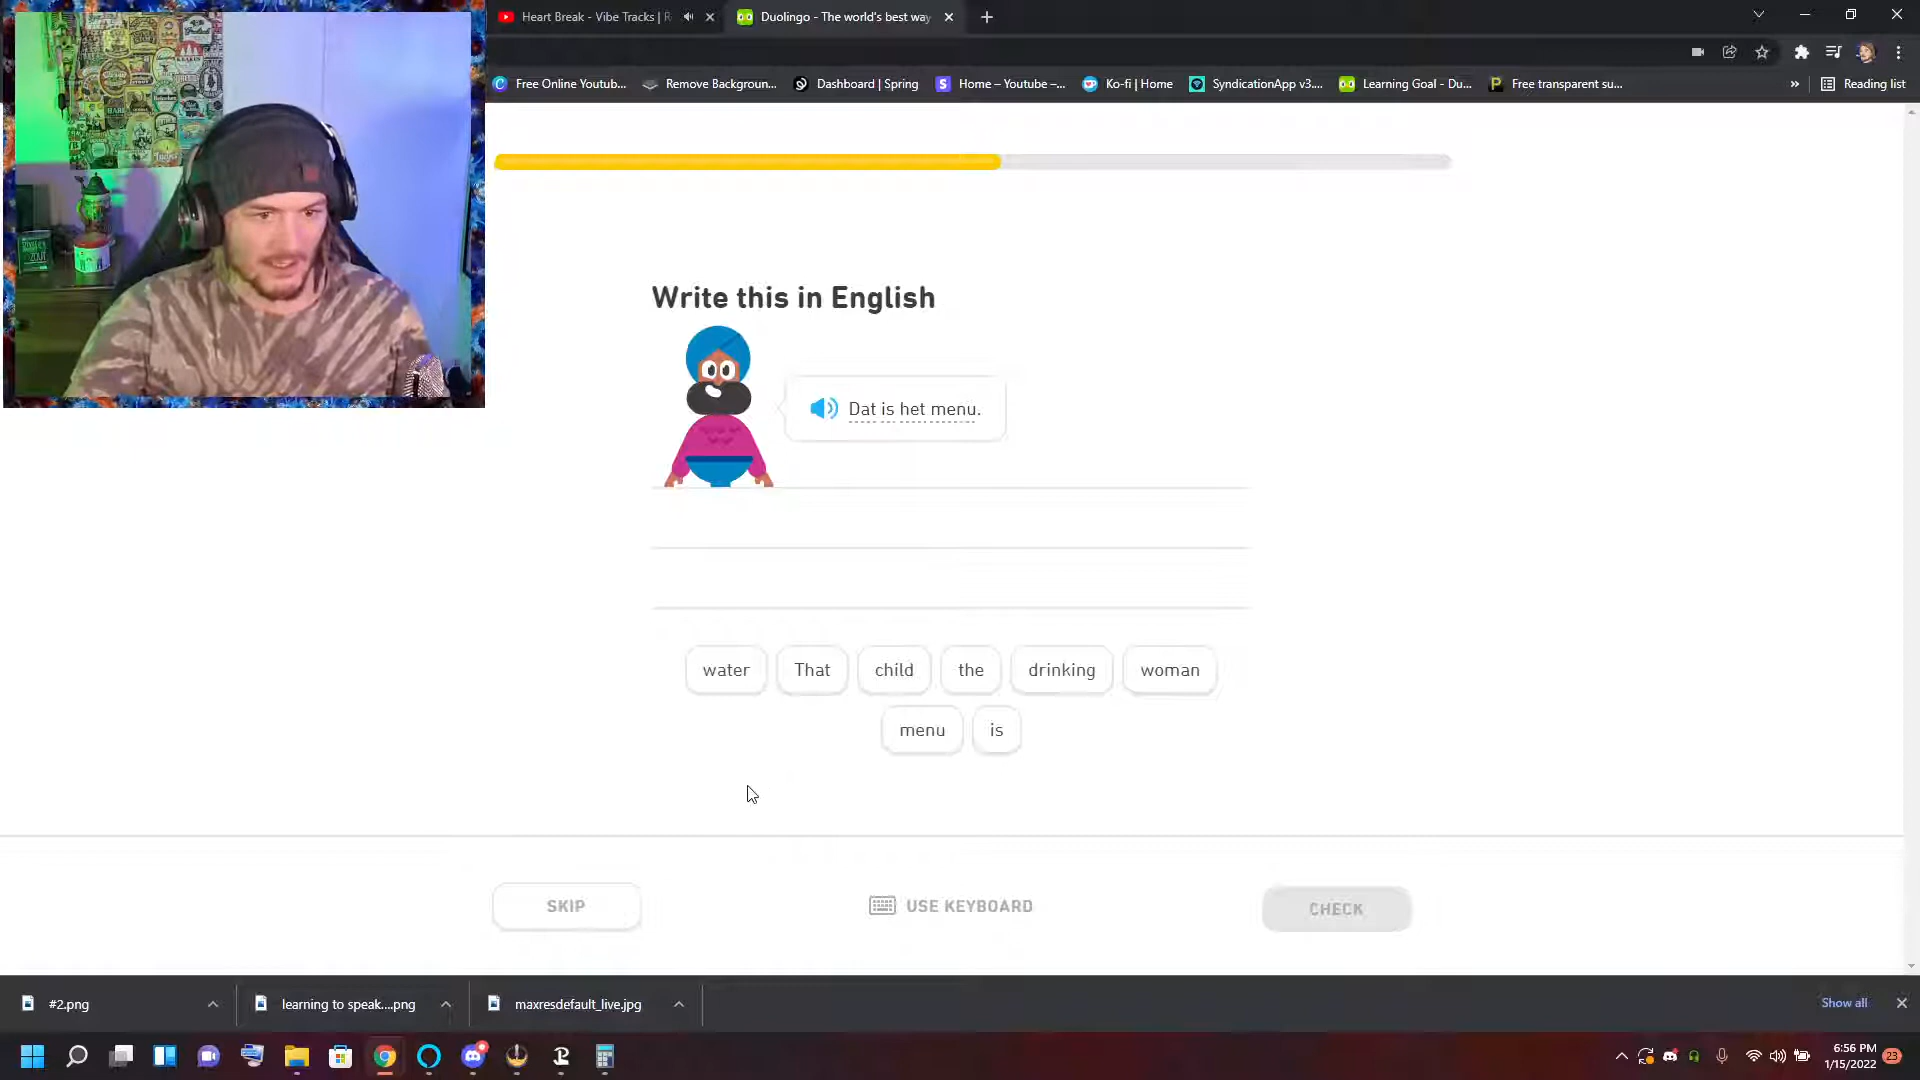 Heart Break - Vibe Tracks | R
Duolingo - The world's best way
Free Online Youtub...
Remove Backgroun...
Dashboard | Spring
Home – Youtube –...
Ko-fi | Home
SyndicationApp v3....
Learning Goal - Du...
Free transparent su...
»
Reading list
Write this in English
Dat is het menu.
water That child the drinking woman
menu is
SKIP
USE KEYBOARD
CHECK
#2.png
learning to speak....png
maxresdefault_live.jpg
Show all
6:56 PM
1/15/2022
23